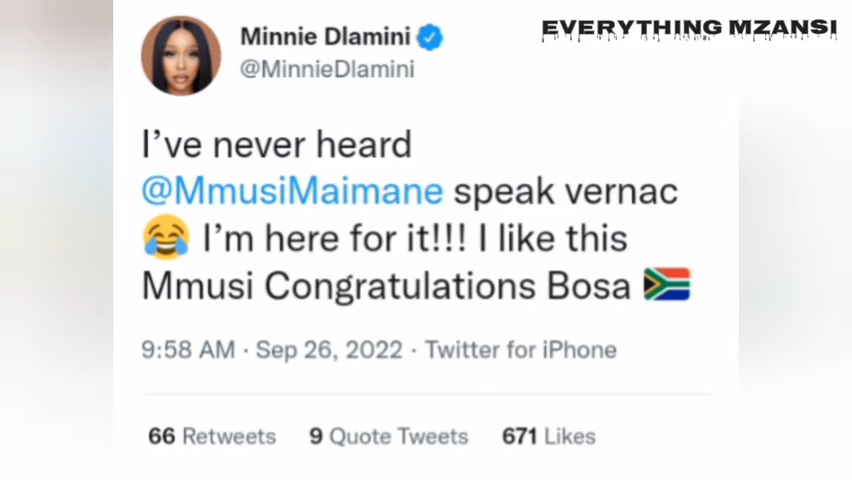 EVERYTHING MZANSI
Minnie Dlamini
@MinnieDlamini
I’ve never heard
@MmusiMaimane speak vernac
😂 I’m here for it!!! I like this
Mmusi Congratulations Bosa 🇿🇦
9:58 AM · Sep 26, 2022 · Twitter for iPhone
66 Retweets 9 Quote Tweets 671 Likes